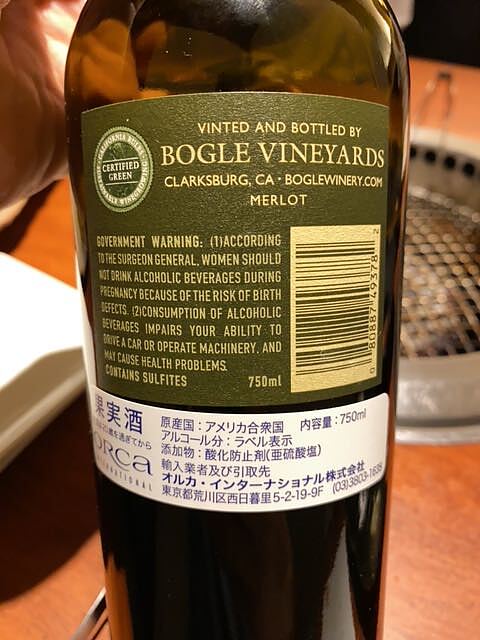 VINTED AND BOTTLED BY
BOGLE VINEYARDS
CLARKSBURG, CA · BOGLEWINERY.COM
MERLOT
CERTIFIED
GREEN
GOVERNMENT WARNING: (1)ACCORDING
TO THE SURGEON GENERAL, WOMEN SHOULD
NOT DRINK ALCOHOLIC BEVERAGES DURING
PREGNANCY BECAUSE OF THE RISK OF BIRTH
DEFECTS. (2)CONSUMPTION OF ALCOHOLIC
BEVERAGES IMPAIRS YOUR ABILITY TO
DRIVE A CAR OR OPERATE MACHINERY, AND
MAY CAUSE HEALTH PROBLEMS.
CONTAINS SULFITES
750ml
0 80887 49378 2
果実酒
orca
原産国：アメリカ合衆国 内容量：750ml
アルコール分：ラベル表示
添加物：酸化防止剤(亜硫酸塩)
輸入業者及び引取先
オルカ・インターナショナル株式会社
東京都荒川区西日暮里5-2-19-9F (03)3803-1635